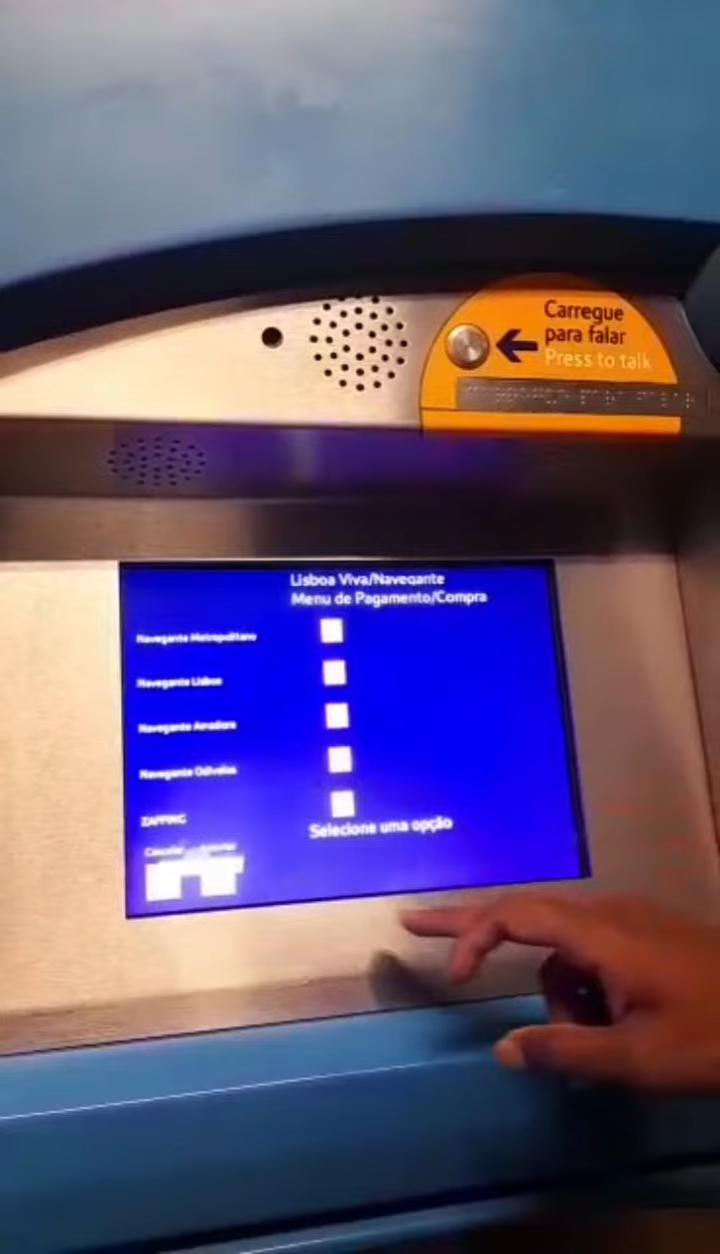 Carregue
para falar
Press to talk
Lisboa Viva/Navegante
Menu de Pagamento/Compra
Navegante Metropolitano
Navegante Lisboa
Navegante Amadora
Navegante Odivelas
ZAPPING
Selecione uma opção
Cancelar